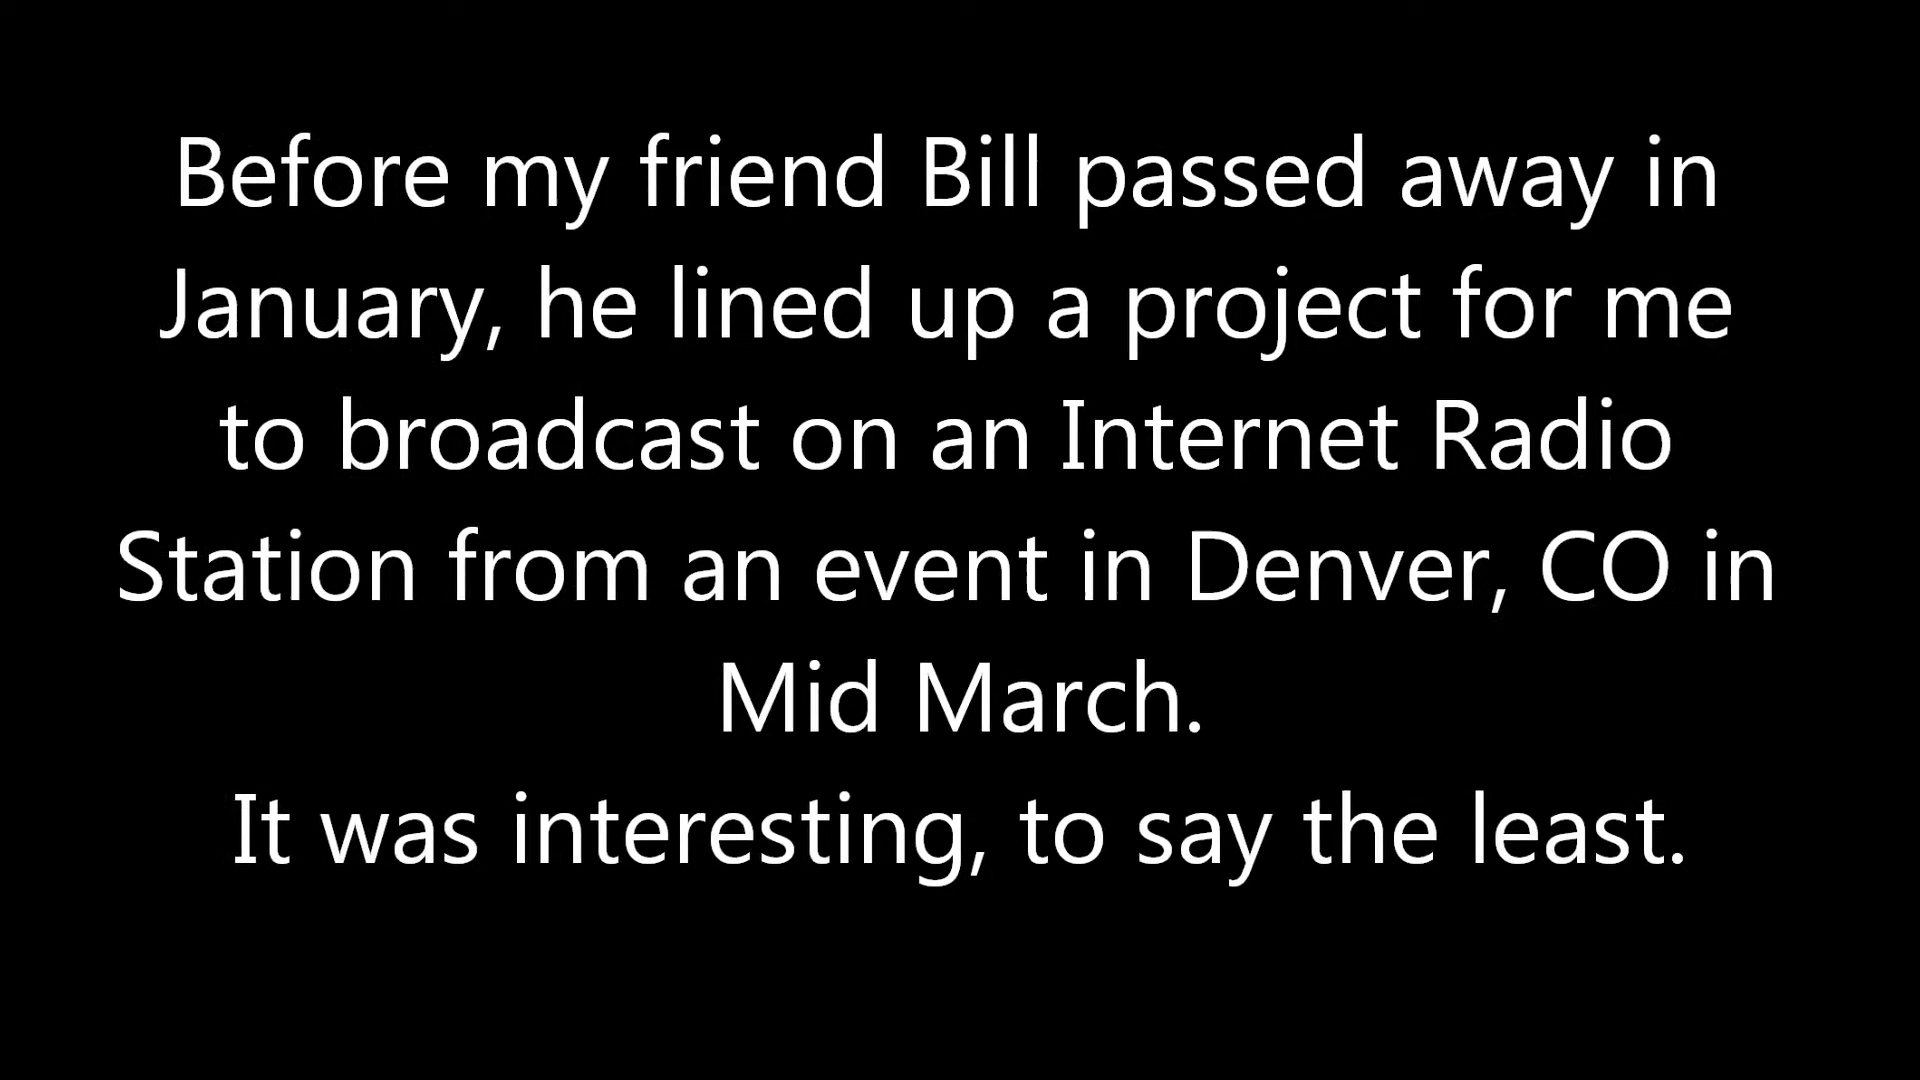 Before my friend Bill passed away in
January, he lined up a project for me
to broadcast on an Internet Radio
Station from an event in Denver, CO in
Mid March.
It was interesting, to say the least.